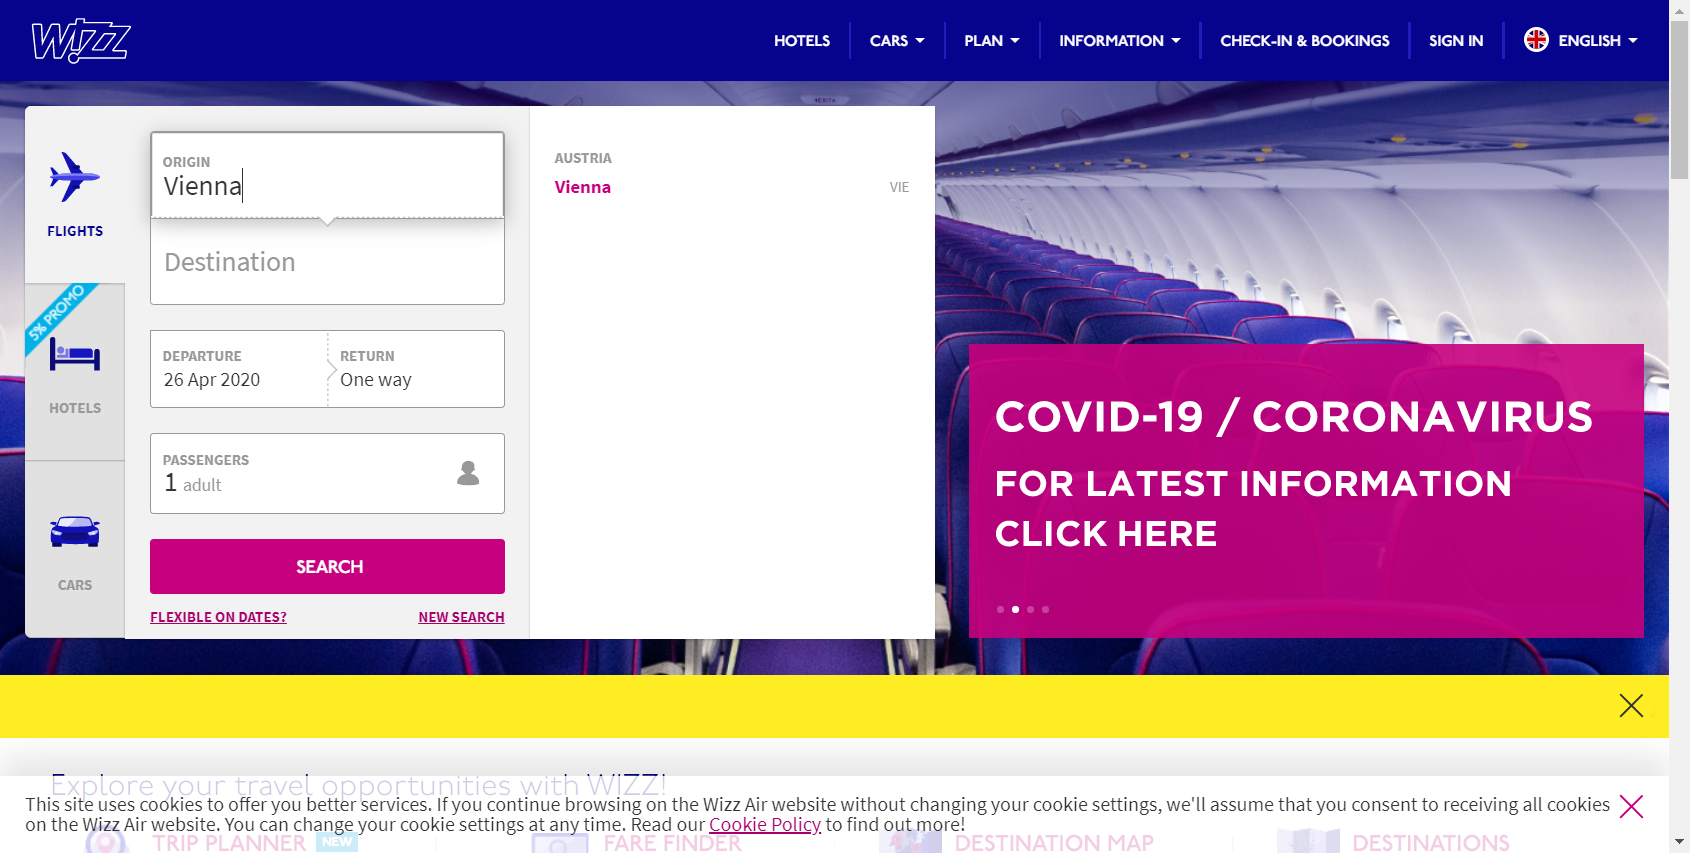 WIZZ
HOTELS
CARS
PLAN
INFORMATION
CHECK-IN & BOOKINGS
SIGN IN
ENGLISH
EXIT
FLIGHTS
5% PROMO
HOTELS
CARS
ORIGIN
Vienna
Destination
DEPARTURE
26 Apr 2020
RETURN
One way
PASSENGERS
1 adult
SEARCH
FLEXIBLE ON DATES?
NEW SEARCH
AUSTRIA
Vienna VIE
COVID-19 / CORONAVIRUS
FOR LATEST INFORMATION
CLICK HERE
Explore your travel opportunities with WIZZ!
This site uses cookies to offer you better services. If you continue browsing on the Wizz Air website without changing your cookie settings, we'll assume that you consent to receiving all cookies
on the Wizz Air website. You can change your cookie settings at any time. Read our Cookie Policy to find out more!
TRIP PLANNER NEW
FARE FINDER
DESTINATION MAP
DESTINATIONS